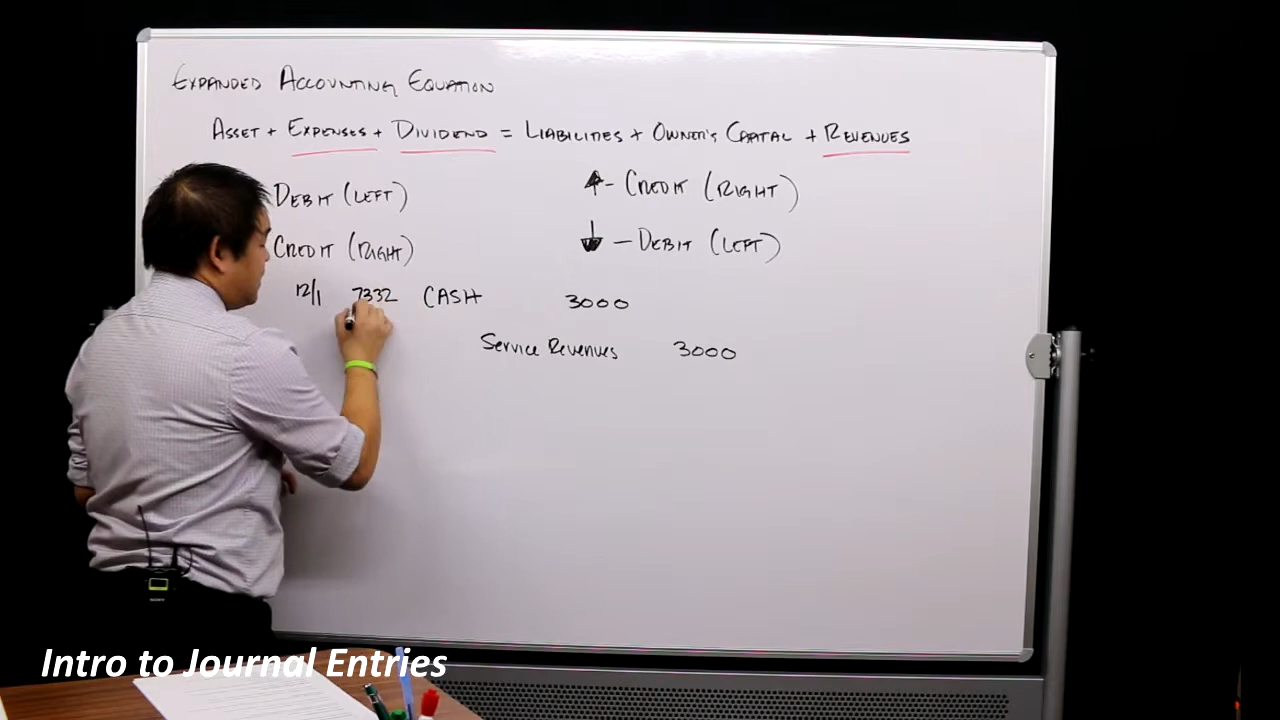 EXPANDED ACCOUNTING EQUATION
ASSET + EXPENSES + DIVIDEND = LIABILITIES + OWNER'S CAPITAL + REVENUES
DEBIT (LEFT)
CREDIT (RIGHT)
- CREDIT (RIGHT)
- DEBIT (LEFT)
12/1 7332 CASH 3000
Service Revenues 3000
Intro to Journal Entries